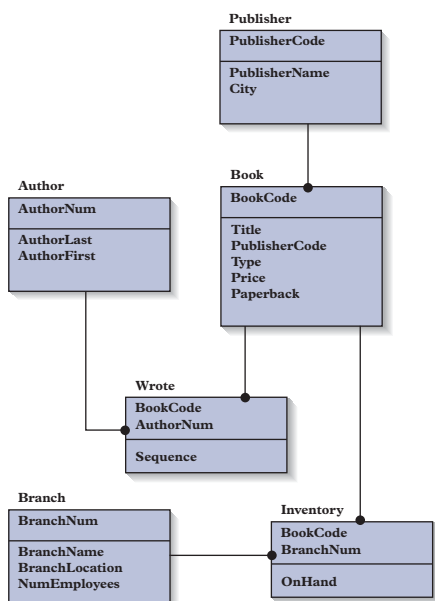 Publisher
PublisherCode
PublisherName
City
Book
BookCode
Title
PublisherCode
Type
Price
Paperback
Author
AuthorNum
AuthorLast
AuthorFirst
Wrote
BookCode
AuthorNum
Sequence
Branch
BranchNum
BranchName
BranchLocation
NumEmployees
Inventory
BookCode
BranchNum
OnHand